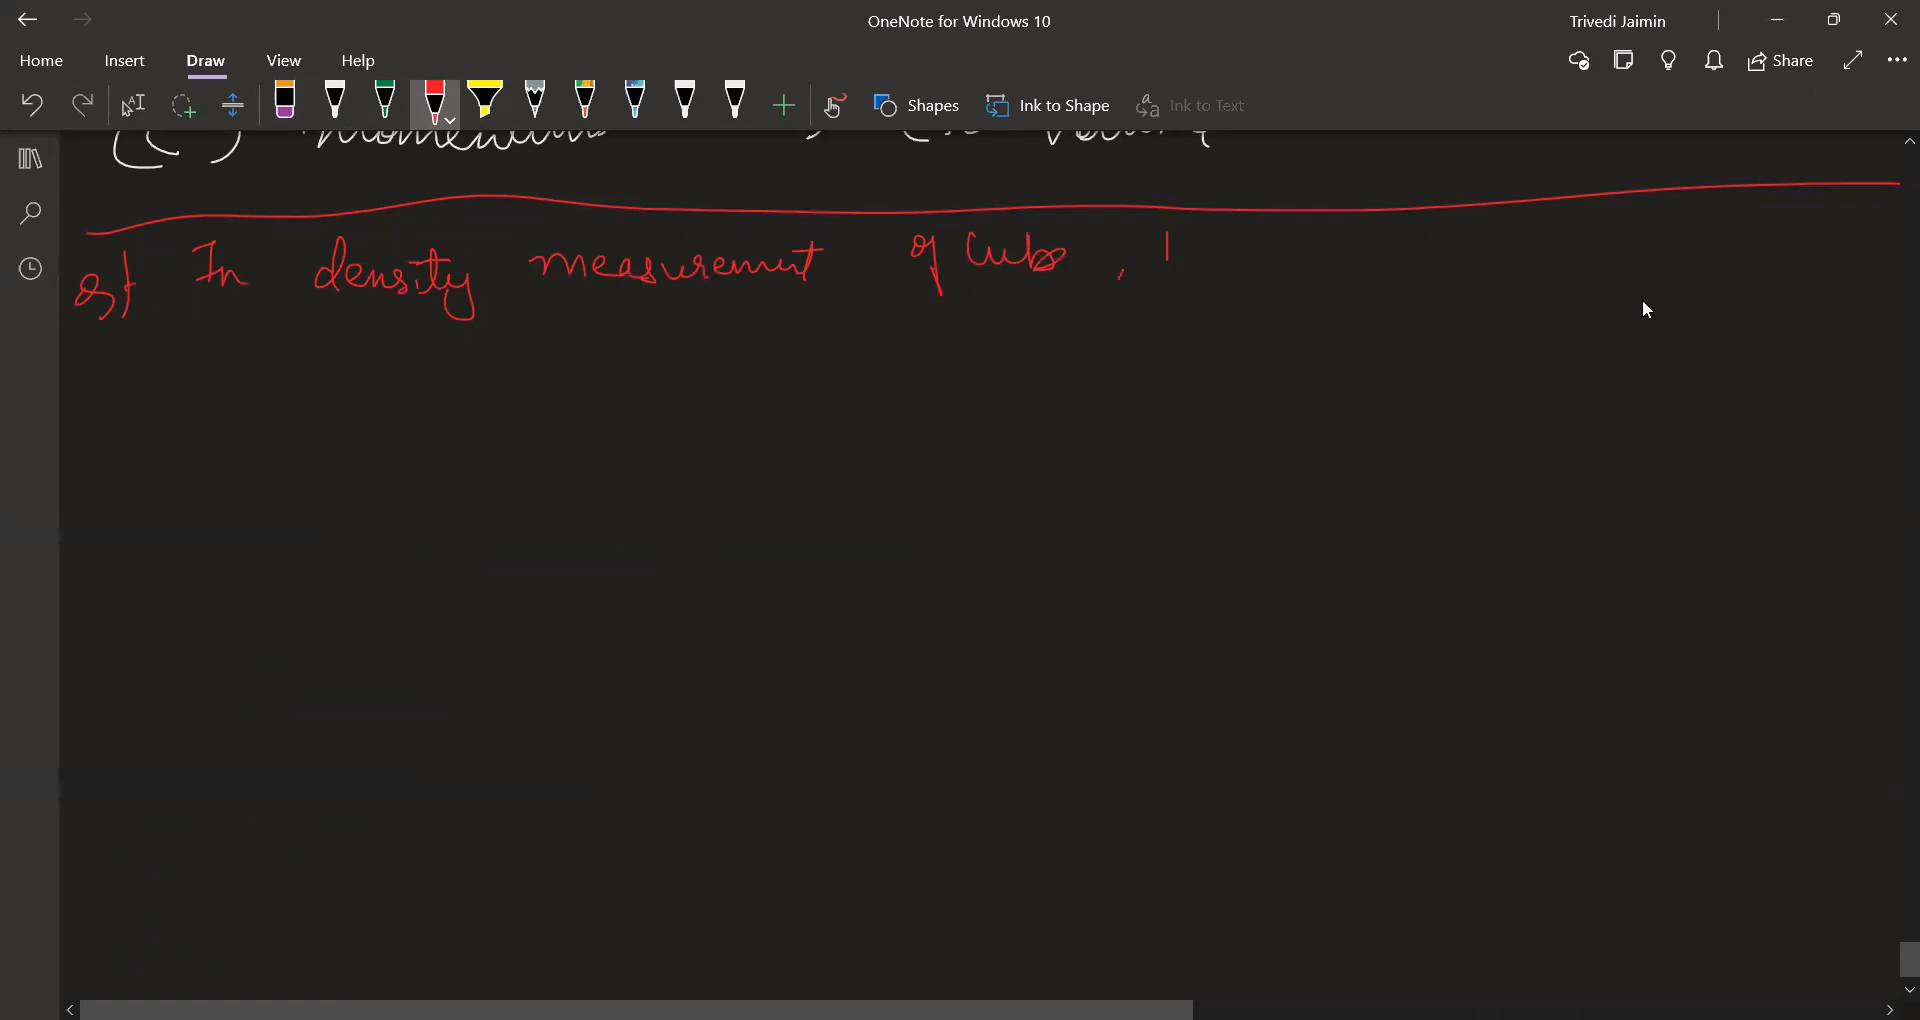 OneNote for Windows 10
Trivedi Jaimin
Home Insert Draw View Help
Share
Shapes Ink to Shape Ink to Text
Q) In density measurement of Cube,